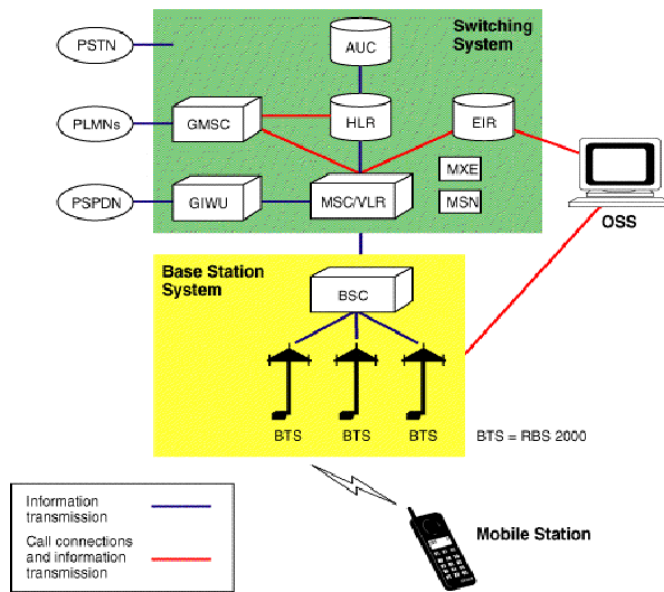 PSTN
AUC
Switching
System
PLMNs
GMSC
HLR
EIR
MXE
PSPDN
GIWU
MSC/VLR
MSN
OSS
Base Station
System
BSC
BTS
BTS
BTS
BTS = RBS 2000
Information
transmission
Call connections
and information
transmission
Mobile Station